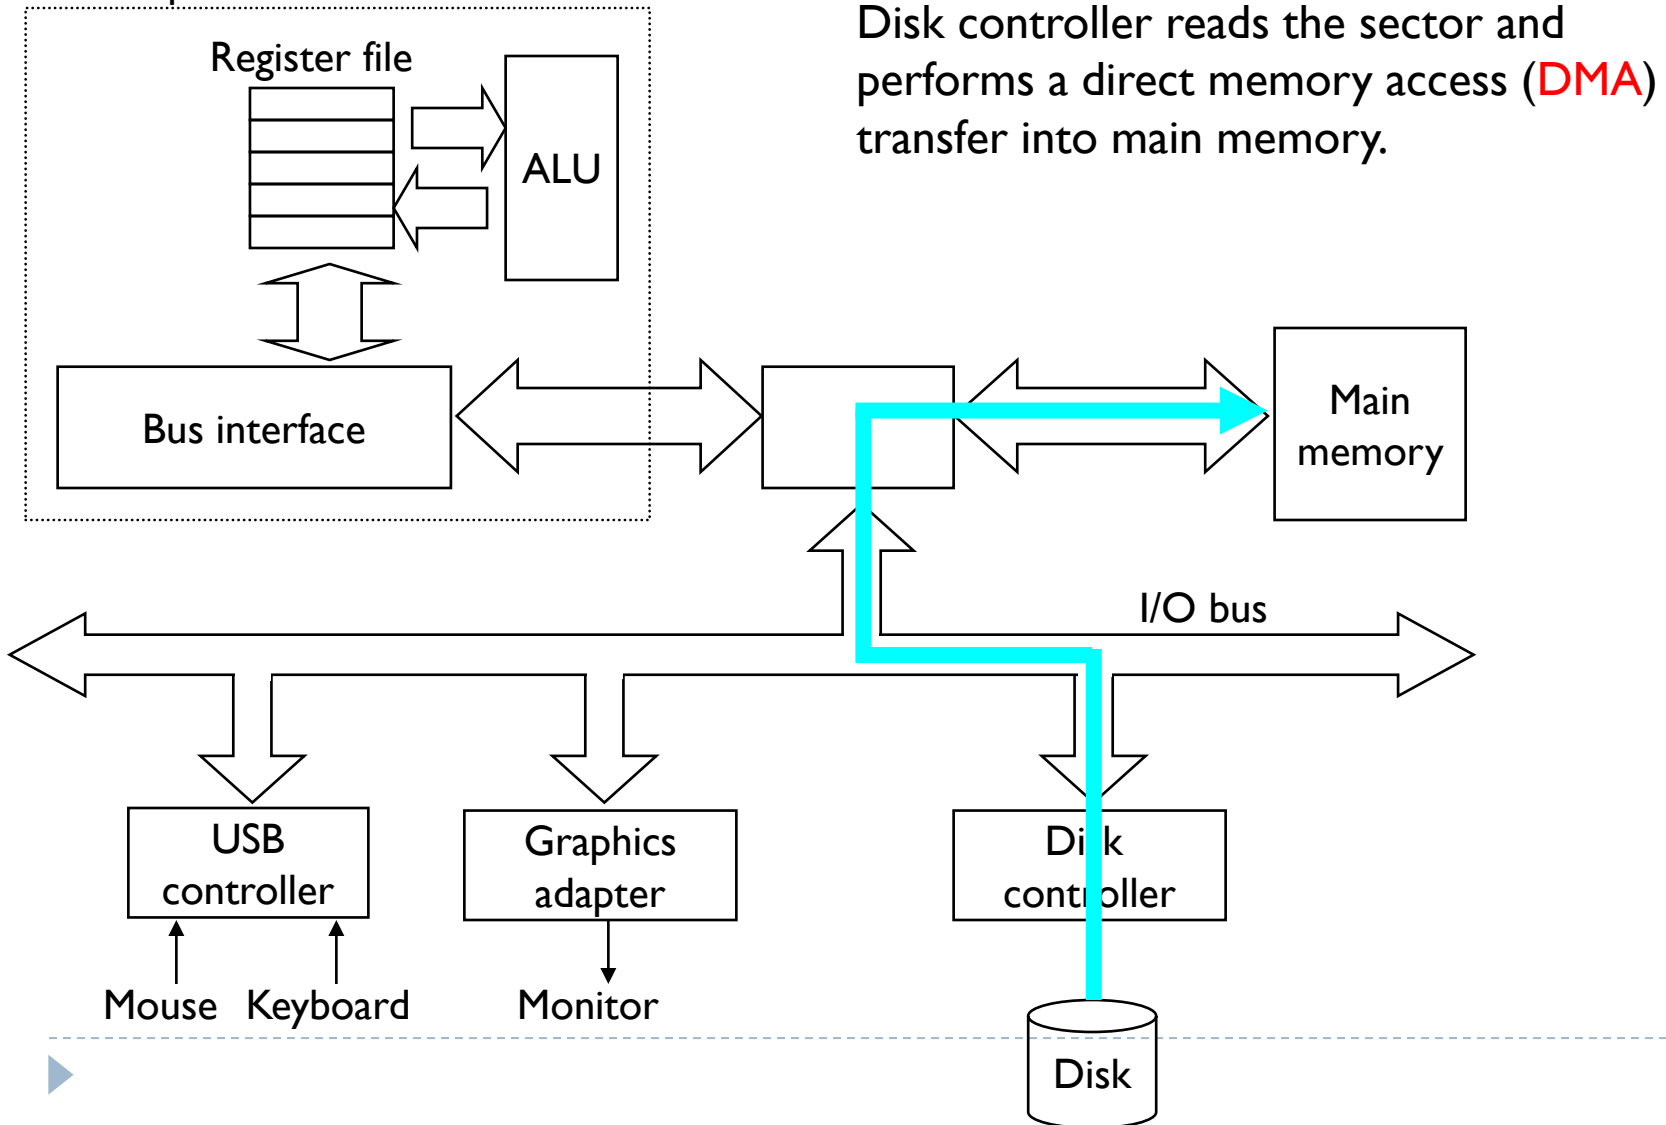 Disk controller reads the sector and
performs a direct memory access (DMA)
transfer into main memory.
Register file
ALU
Bus interface
Main
memory
I/O bus
USB
controller
Graphics
adapter
Disk
controller
Mouse
Keyboard
Monitor
Disk